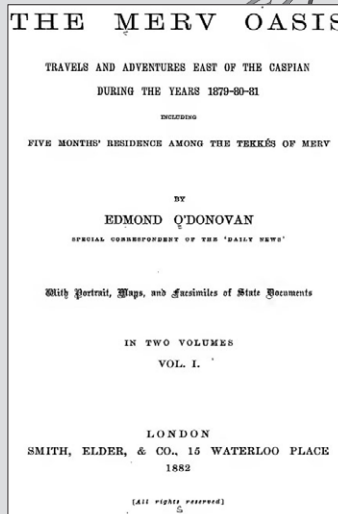 THE MERV OASIS
TRAVELS AND ADVENTURES EAST OF THE CASPIAN
DURING THE YEARS 1879-80-81
INCLUDING
FIVE MONTHS' RESIDENCE AMONG THE TEKKÉS OF MERV
BY
EDMOND O'DONOVAN
SPECIAL CORRESPONDENT OF THE 'DAILY NEWS'
With Portrait, Maps, and Facsimiles of State Documents
IN TWO VOLUMES
VOL. I.
LONDON
SMITH, ELDER, & CO., 15 WATERLOO PLACE
1882
[All rights reserved]